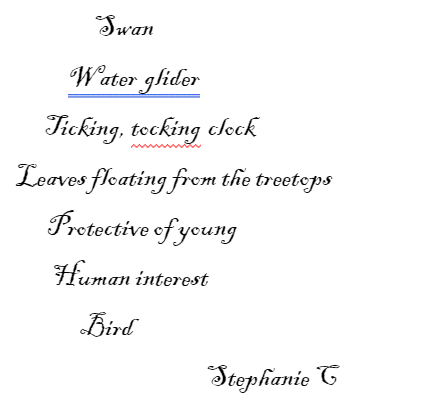 Swan
Water glider
Ticking, tocking clock
Leaves floating from the treetops
Protective of young
Human interest
Bird
Stephanie C